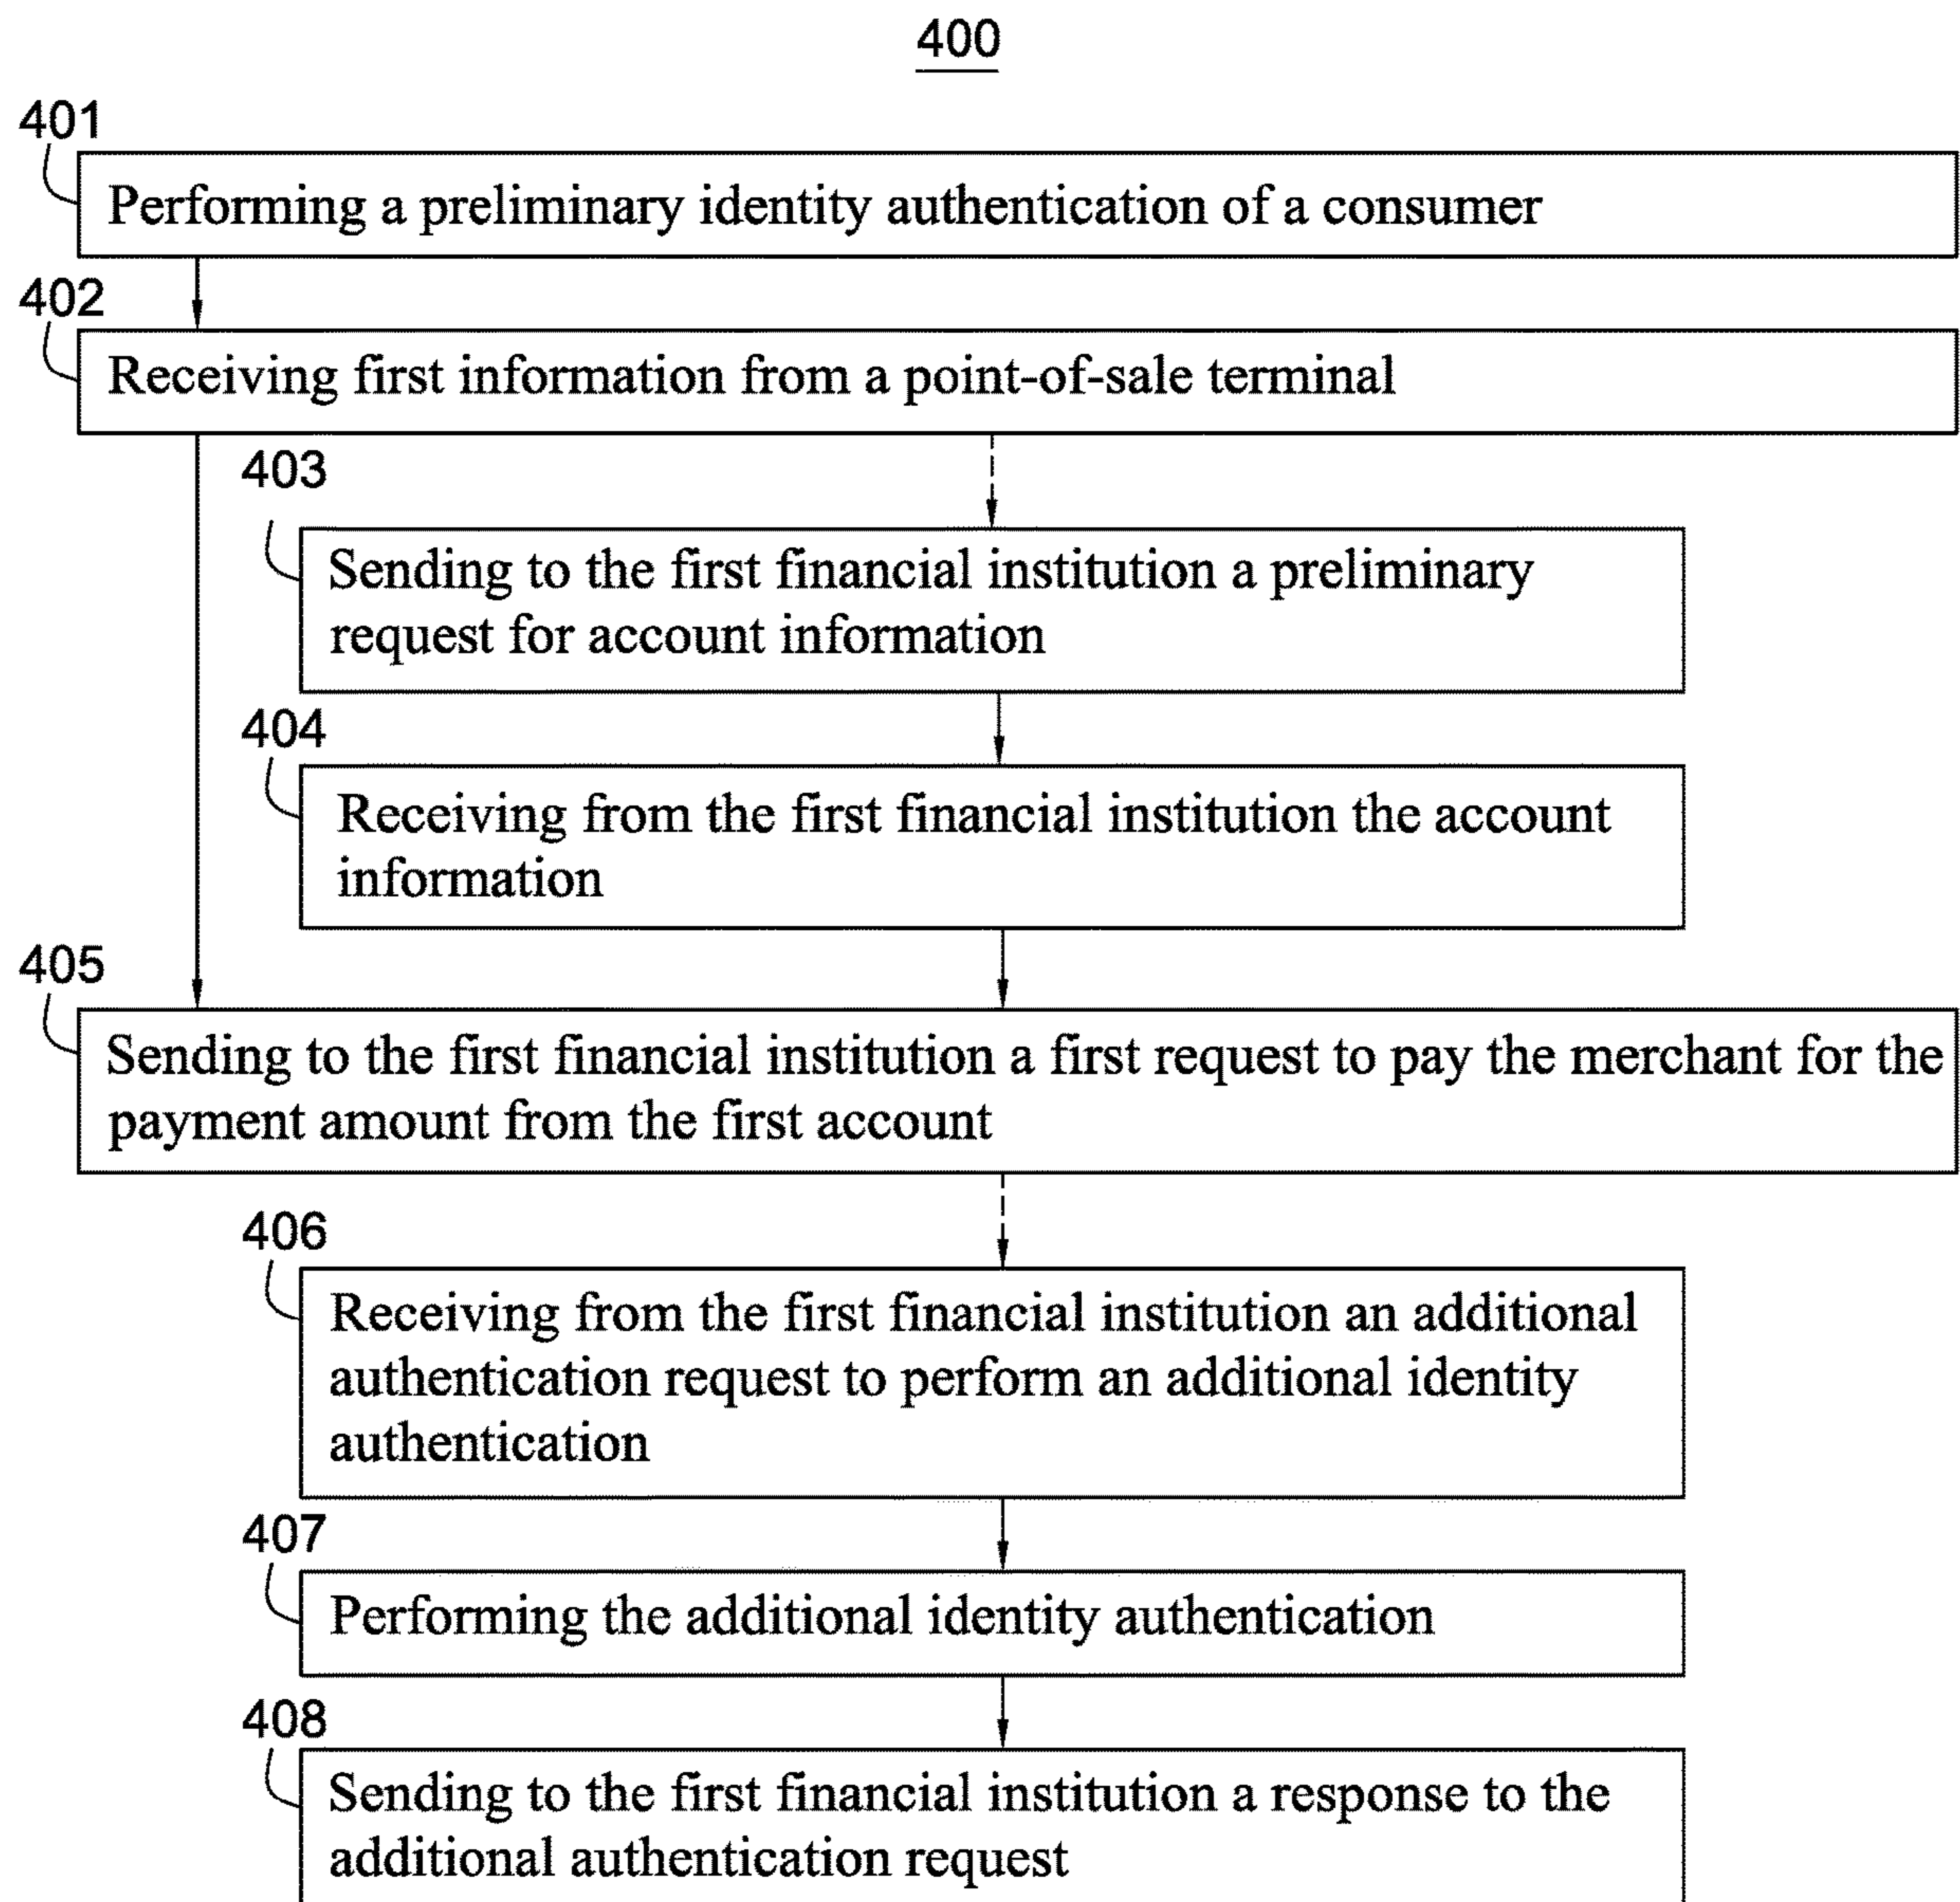 400
401
Performing a preliminary identity authentication of a consumer
402
Receiving first information from a point-of-sale terminal
403
Sending to the first financial institution a preliminary
request for account information
404
Receiving from the first financial institution the account
information
405
Sending to the first financial institution a first request to pay the merchant for the
payment amount from the first account
406
Receiving from the first financial institution an additional
authentication request to perform an additional identity
authentication
407
Performing the additional identity authentication
408
Sending to the first financial institution a response to the
additional authentication request